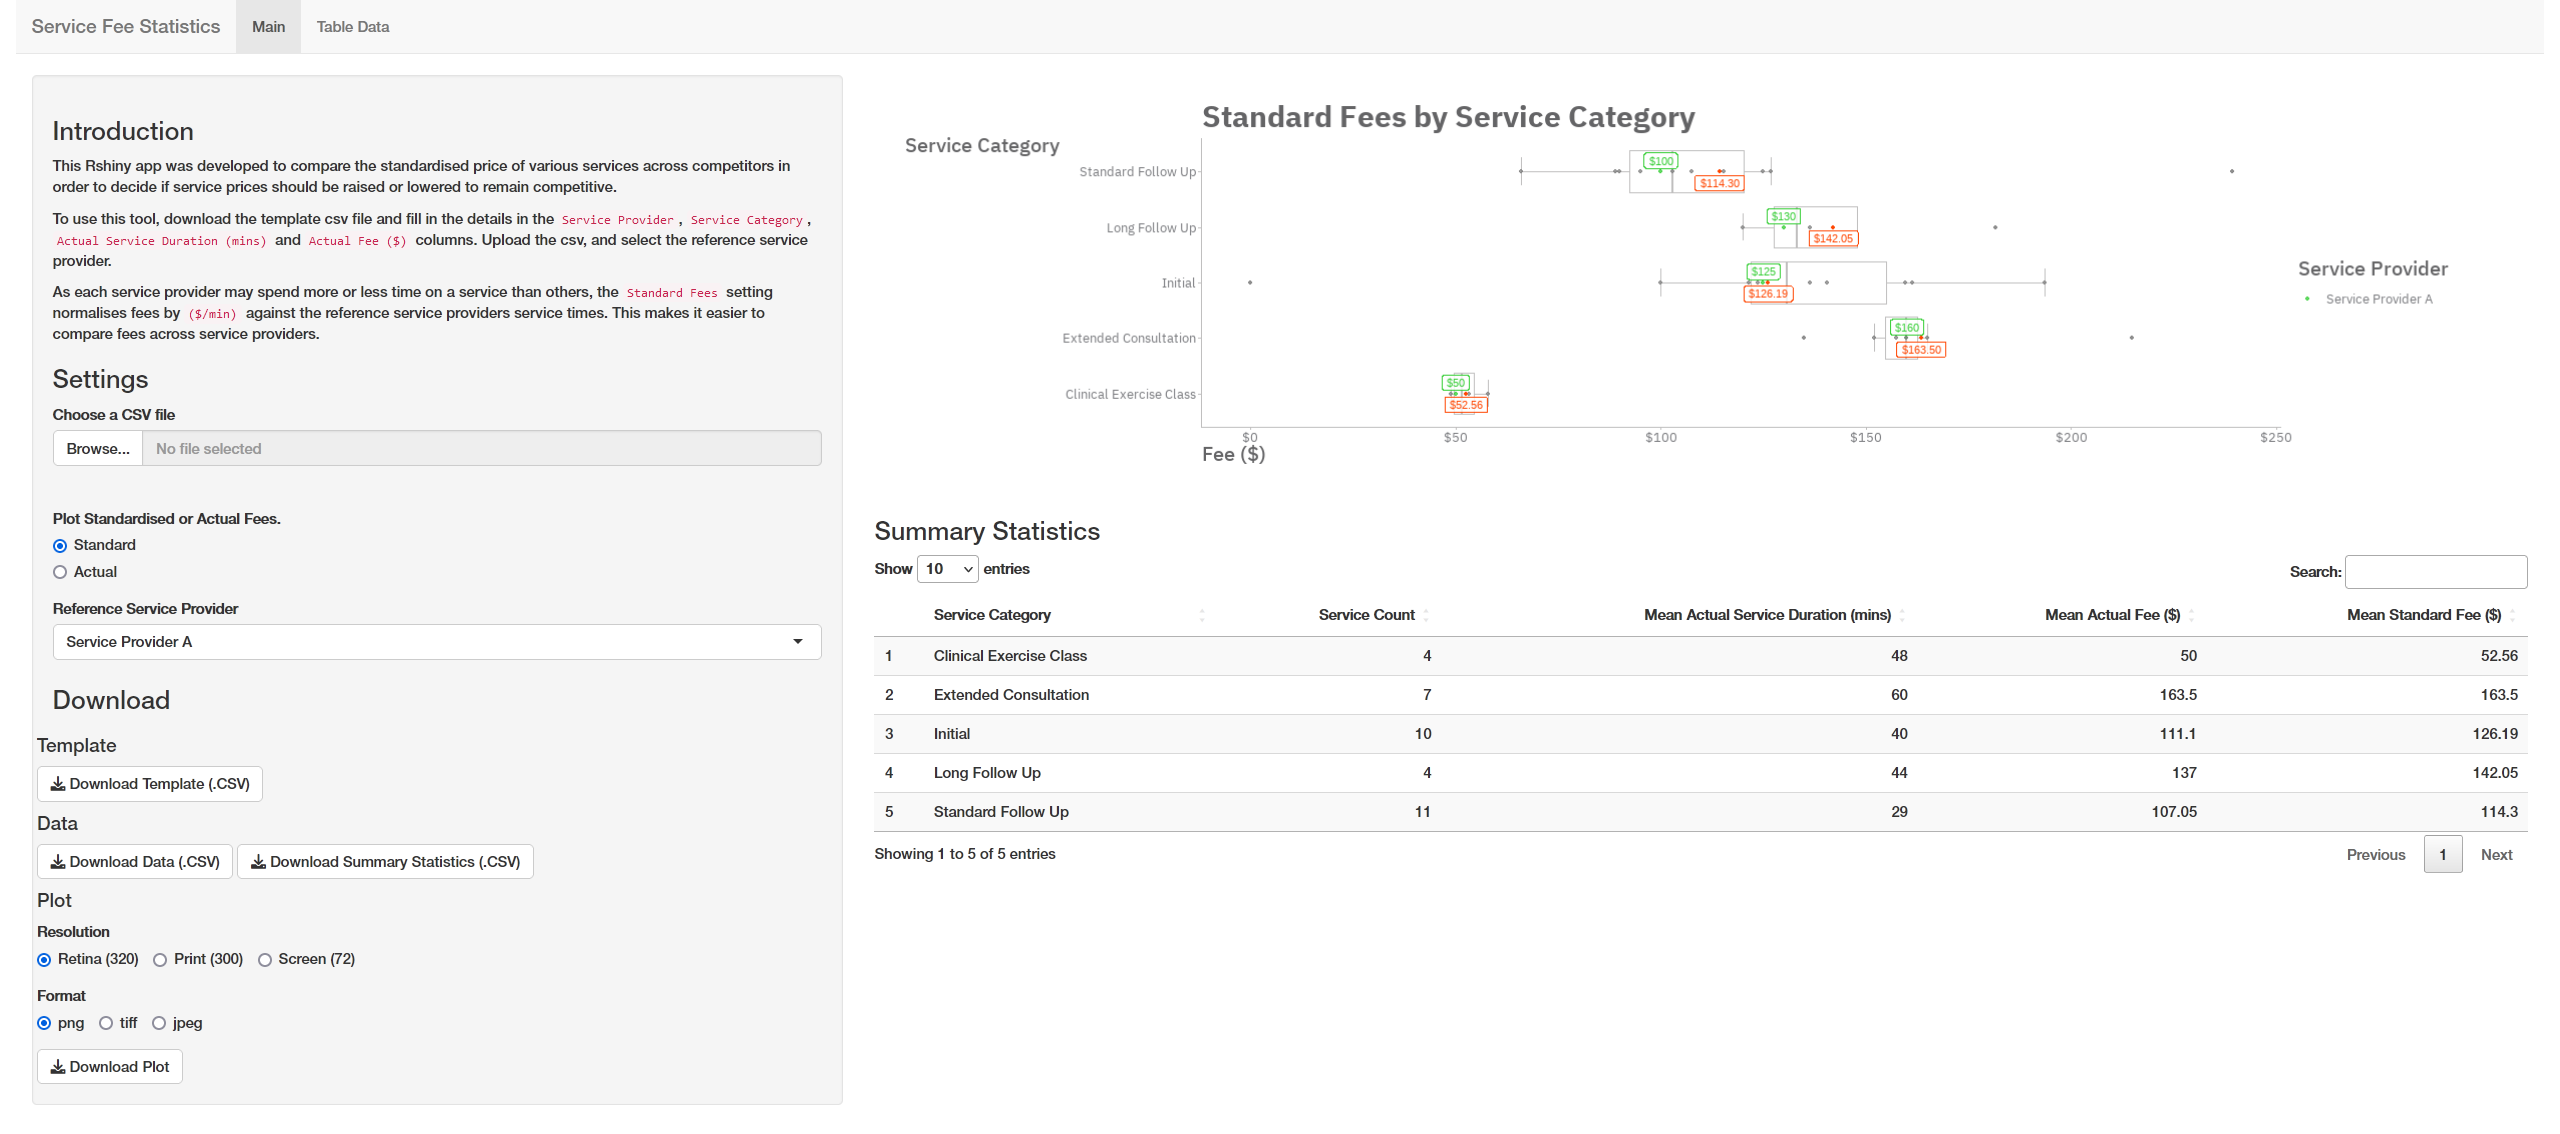 Service Fee Statistics
Main
Table Data
Introduction
This Rshiny app was developed to compare the standardised price of various services across competitors in
order to decide if service prices should be raised or lowered to remain competitive.
To use this tool, download the template csv file and fill in the details in the Service Provider, Service Category,
Actual Service Duration (mins) and Actual Fee ($) columns. Upload the csv, and select the reference service
provider.
As each service provider may spend more or less time on a service than others, the Standard Fees setting
normalises fees by ($/min) against the reference service providers service times. This makes it easier to
compare fees across service providers.
Settings
Choose a CSV file
Browse... No file selected
Plot Standardised or Actual Fees.
Standard
Actual
Reference Service Provider
Service Provider A
Download
Template
Download Template (.CSV)
Data
Download Data (.CSV) Download Summary Statistics (.CSV)
Plot
Resolution
Retina (320) Print (300) Screen (72)
Format
png tiff jpeg
Download Plot
Standard Fees by Service Category
Service Category
Standard Follow Up
$100
$114.30
Long Follow Up
$130
$142.05
Initial
$125
$126.19
Extended Consultation
$160
$163.50
Clinical Exercise Class
$50
$52.56
$0 $50 $100 $150 $200 $250
Fee ($)
Service Provider
Service Provider A
Summary Statistics
Show 10 entries
Search:
Service Category Service Count Mean Actual Service Duration (mins) Mean Actual Fee ($) Mean Standard Fee ($)
1 Clinical Exercise Class 4 48 50 52.56
2 Extended Consultation 7 60 163.5 163.5
3 Initial 10 40 111.1 126.19
4 Long Follow Up 4 44 137 142.05
5 Standard Follow Up 11 29 107.05 114.3
Showing 1 to 5 of 5 entries
Previous 1 Next